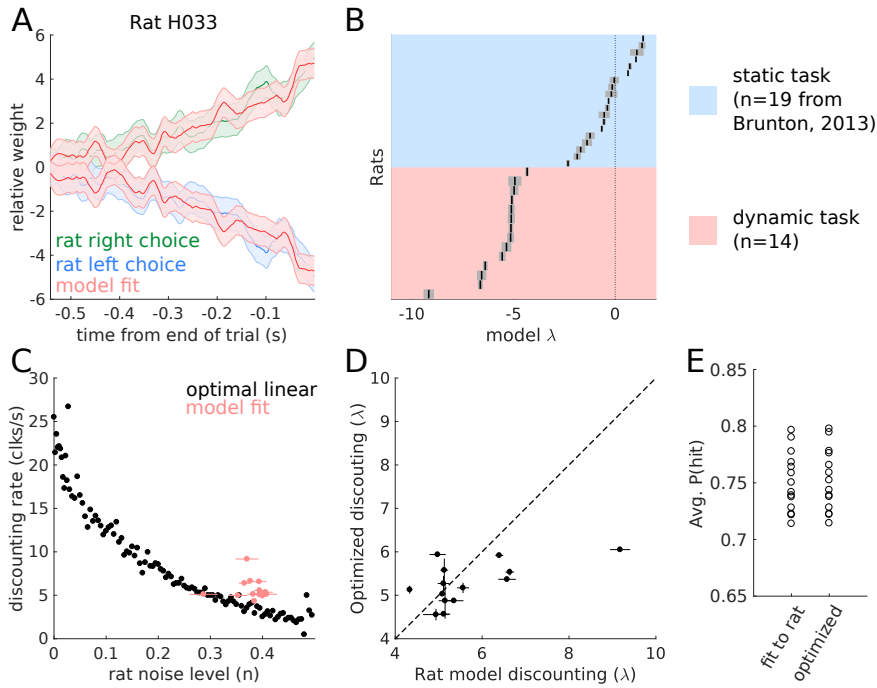 A
Rat H033
6
4
2
0
-2
-4
-6
relative weight
rat right choice
rat left choice
model fit
-0.5 -0.4 -0.3 -0.2 -0.1
time from end of trial (s)
B
Rats
-10 -5 0
model λ
static task
(n=19 from
Brunton, 2013)
dynamic task
(n=14)
C
30
25
20
15
10
5
0
discounting rate (clks/s)
optimal linear
model fit
0 0.1 0.2 0.3 0.4
rat noise level (n)
D
10
9
8
7
6
5
4
Optimized discouting (λ)
4 6 8 10
Rat model discounting (λ)
E
0.85
0.8
0.75
0.7
0.65
Avg. P(hit)
fit to rat
optimized